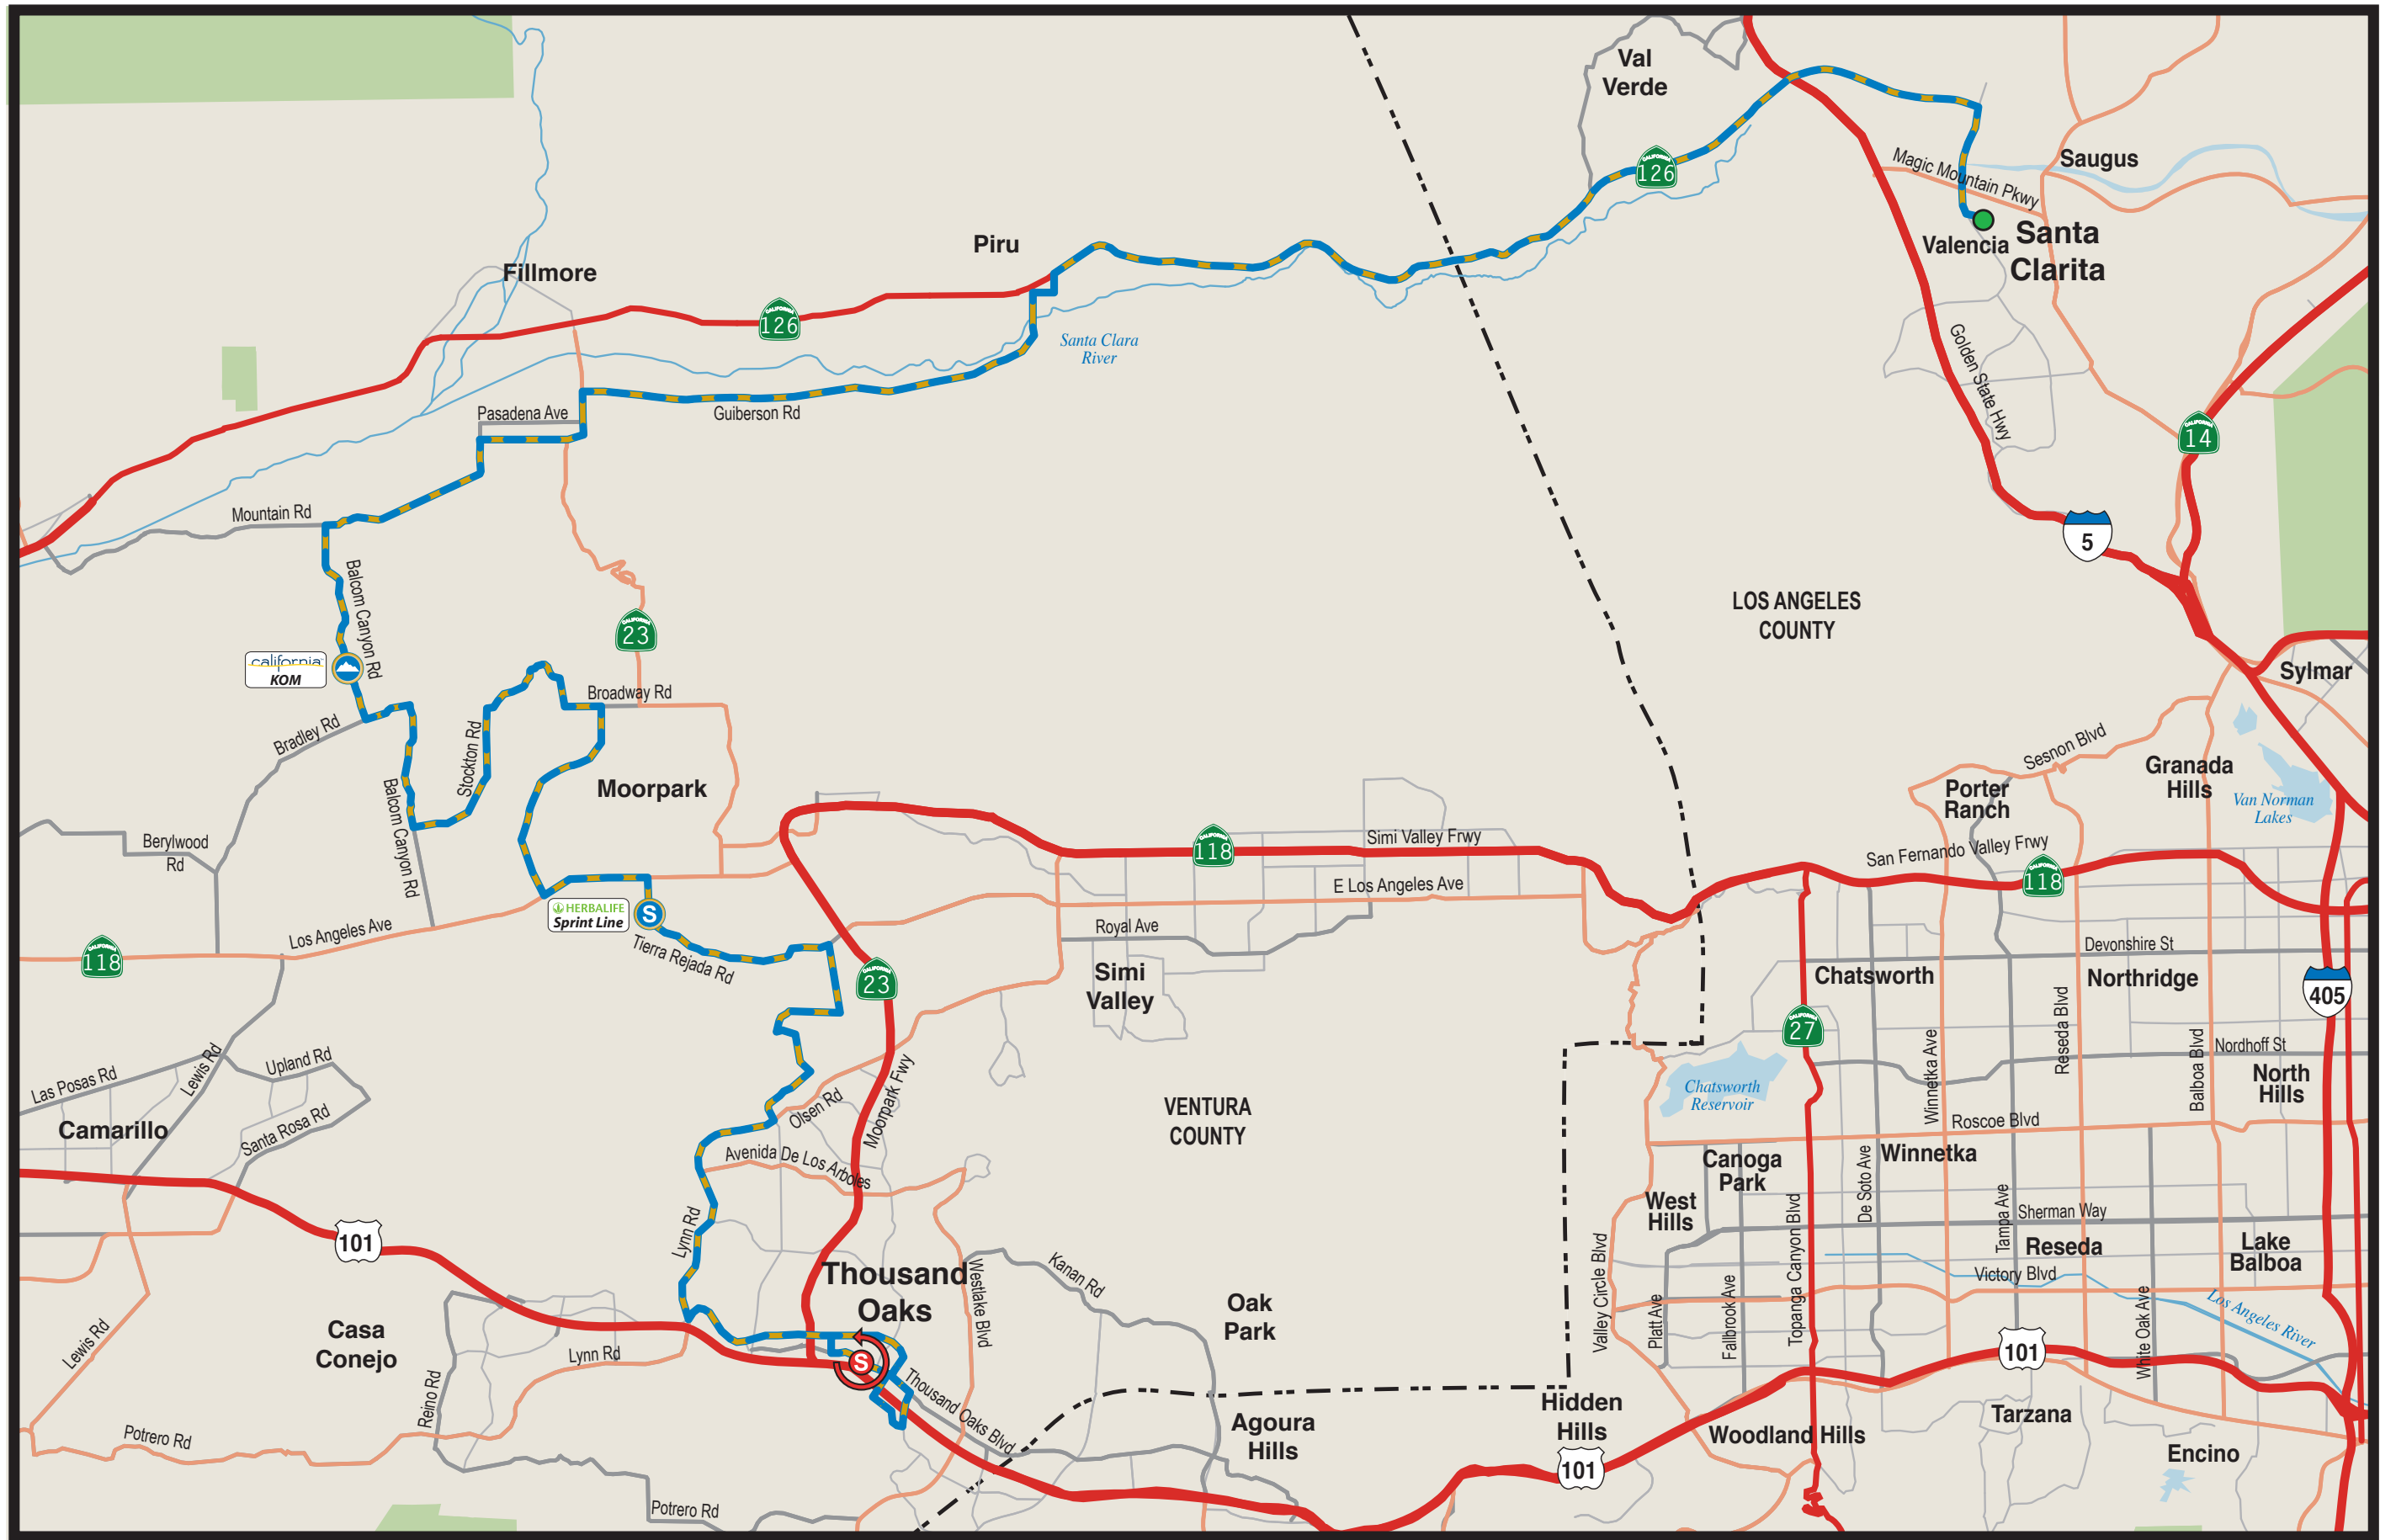 Val
Verde
CALIFORNIA
126
Saugus
Magic Mountain Pkwy
Santa
Clarita
Valencia
Piru
Fillmore
CALIFORNIA
126
Santa Clara
River
Golden State Hwy
Pasadena Ave
Guiberson Rd
CALIFORNIA
14
Mountain Rd
5
Balcom Canyon Rd
LOS ANGELES
COUNTY
CALIFORNIA
23
california
KOM
Sylmar
Broadway Rd
Bradley Rd
Stockton Rd
Sesnon Blvd
Granada
Hills
Moorpark
Porter
Ranch
Van Norman
Lakes
Balcom Canyon Rd
Berylwood
Rd
CALIFORNIA
118
Simi Valley Frwy
San Fernando Valley Frwy
CALIFORNIA
118
E Los Angeles Ave
HERBALIFE
Sprint Line
S
Los Angeles Ave
Royal Ave
Tierra Rejada Rd
CALIFORNIA
118
Devonshire St
Simi
Valley
Chatsworth
Northridge
CALIFORNIA
23
405
CALIFORNIA
27
Winnetka Ave
Reseda Blvd
Balboa Blvd
Nordhoff St
North
Hills
Las Posas Rd
Lewis Rd
Upland Rd
Santa Rosa Rd
Camarillo
Olsen Rd
Moorpark Fwy
Chatsworth
Reservoir
VENTURA
COUNTY
Roscoe Blvd
Avenida De Los Arboles
Canoga
Park
Winnetka
De Soto Ave
West
Hills
Tampa Ave
Sherman Way
Lynn Rd
101
Reseda
Lake
Balboa
Valley Circle Blvd
Topanga Canyon Blvd
Thousand
Oaks
Westlake Blvd
Kanan Rd
Victory Blvd
Platt Ave
Fallbrook Ave
White Oak Ave
Los Angeles River
Oak
Park
Casa
Conejo
Lewis Rd
Lynn Rd
S
101
Reino Rd
Thousand Oaks Blvd
Hidden
Hills
Agoura
Hills
Tarzana
Woodland Hills
Potrero Rd
Encino
101
Potrero Rd